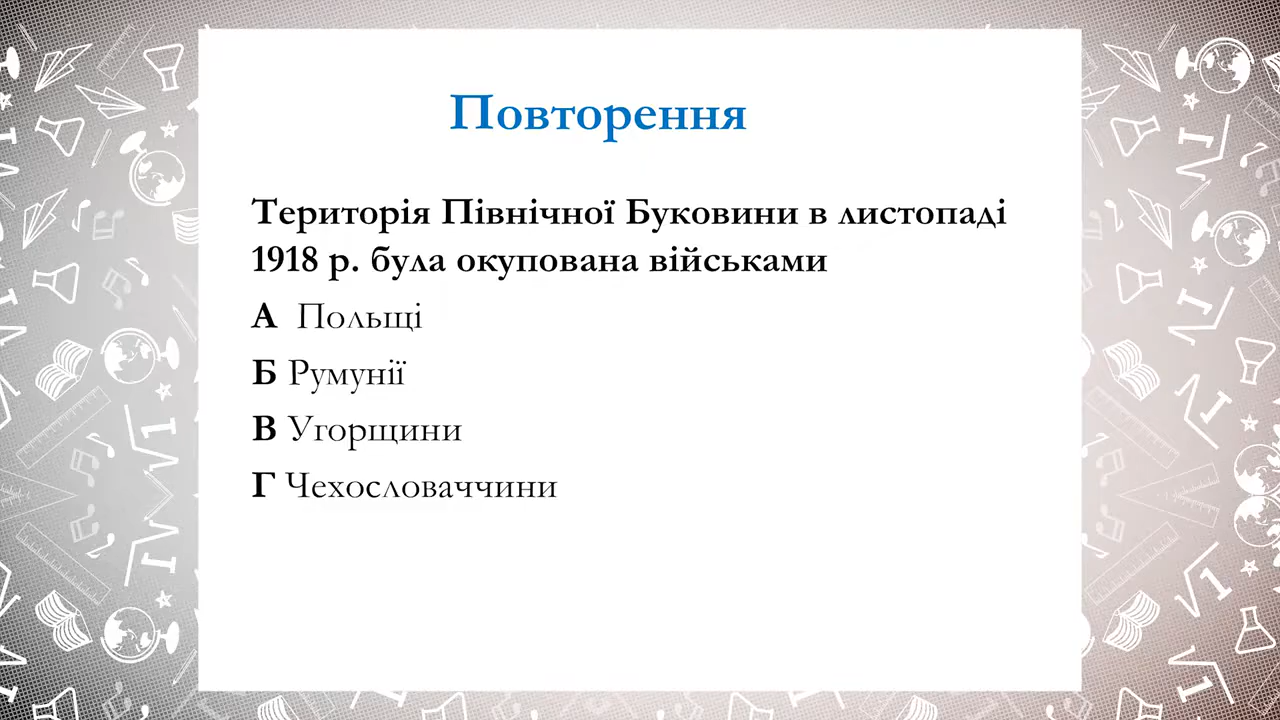 Повторення
Територія Північної Буковини в листопаді
1918 р. була окупована військами
А Польщі
Б Румунії
В Угорщини
Г Чехословаччини